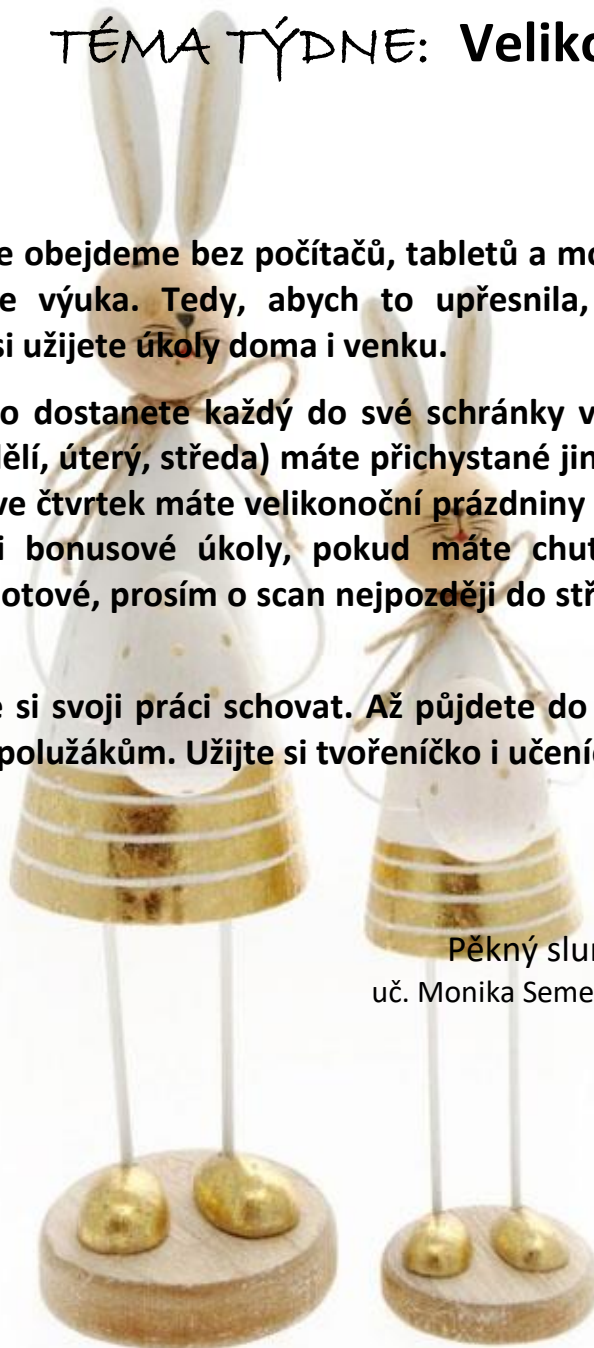 TÉMA TÝDNE: Veliko
e obejdeme bez počítačů, tabletů a mo
e výuka. Tedy, abych to upřesnila,
si užijete úkoly doma i venku.
o dostanete každý do své schránky v
ělí, úterý, středa) máte přichystané jin
ve čtvrtek máte velikonoční prázdniny
i bonusové úkoly, pokud máte chuť
otové, prosím o scan nejpozději do stř
e si svoji práci schovat. Až půjdete do
polužákům. Užijte si tvořeníčko i učeníč
Pěkný slun
uč. Monika Seme